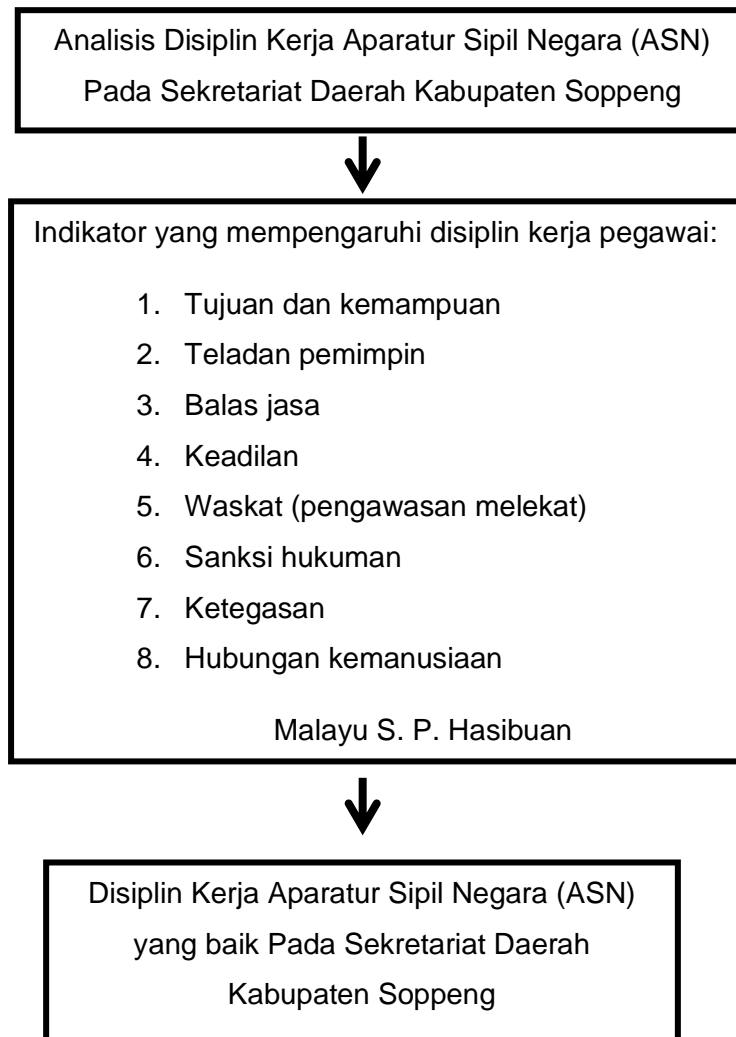 Analisis Disiplin Kerja Aparatur Sipil Negara (ASN)
Pada Sekretariat Daerah Kabupaten Soppeng
Indikator yang mempengaruhi disiplin kerja pegawai:
1. Tujuan dan kemampuan
2. Teladan pemimpin
3. Balas jasa
4. Keadilan
5. Waskat (pengawasan melekat)
6. Sanksi hukuman
7. Ketegasan
8. Hubungan kemanusiaan
Malayu S. P. Hasibuan
Disiplin Kerja Aparatur Sipil Negara (ASN)
yang baik Pada Sekretariat Daerah
Kabupaten Soppeng